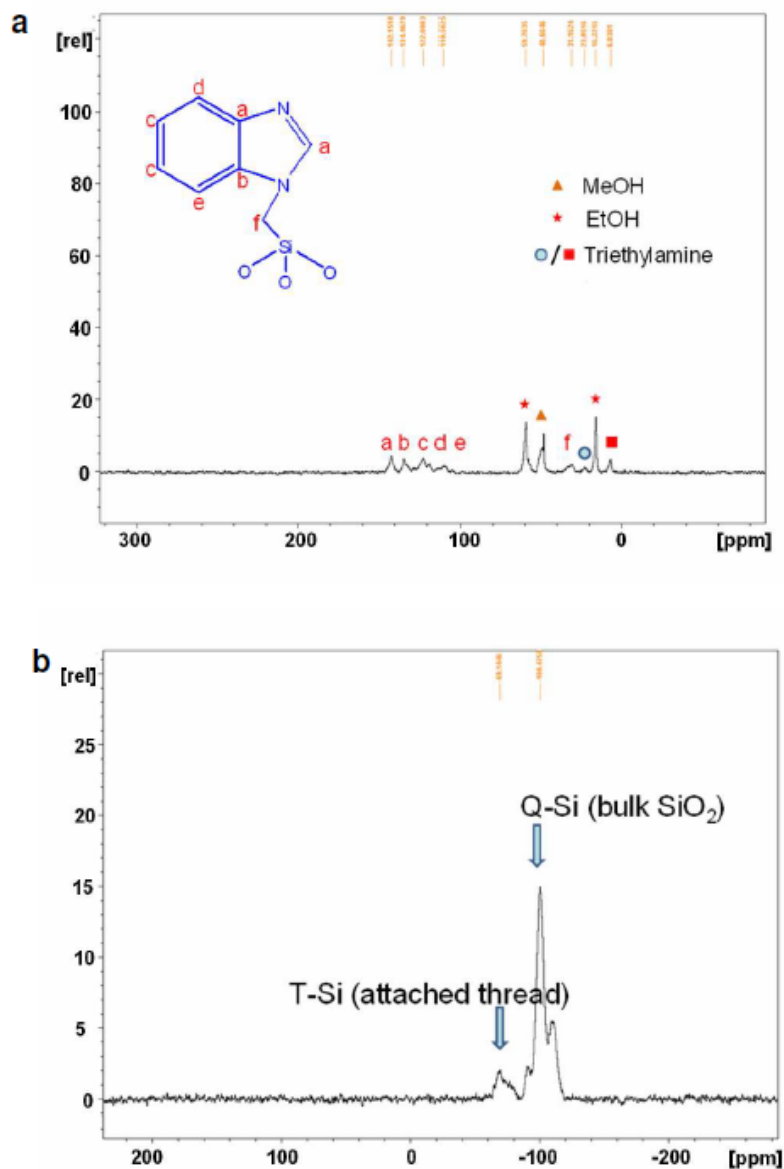 a
[rel]
100
80
60
40
20
0
300
200
100
0
[ppm]
d
c
a
N
a
c
b
N
e
f
Si
O
O
O
MeOH
EtOH
/ Triethylamine
a b c d e
f
b
[rel]
25
20
15
10
5
0
200
100
0
-100
-200
[ppm]
Q-Si (bulk SiO2)
T-Si (attached thread)